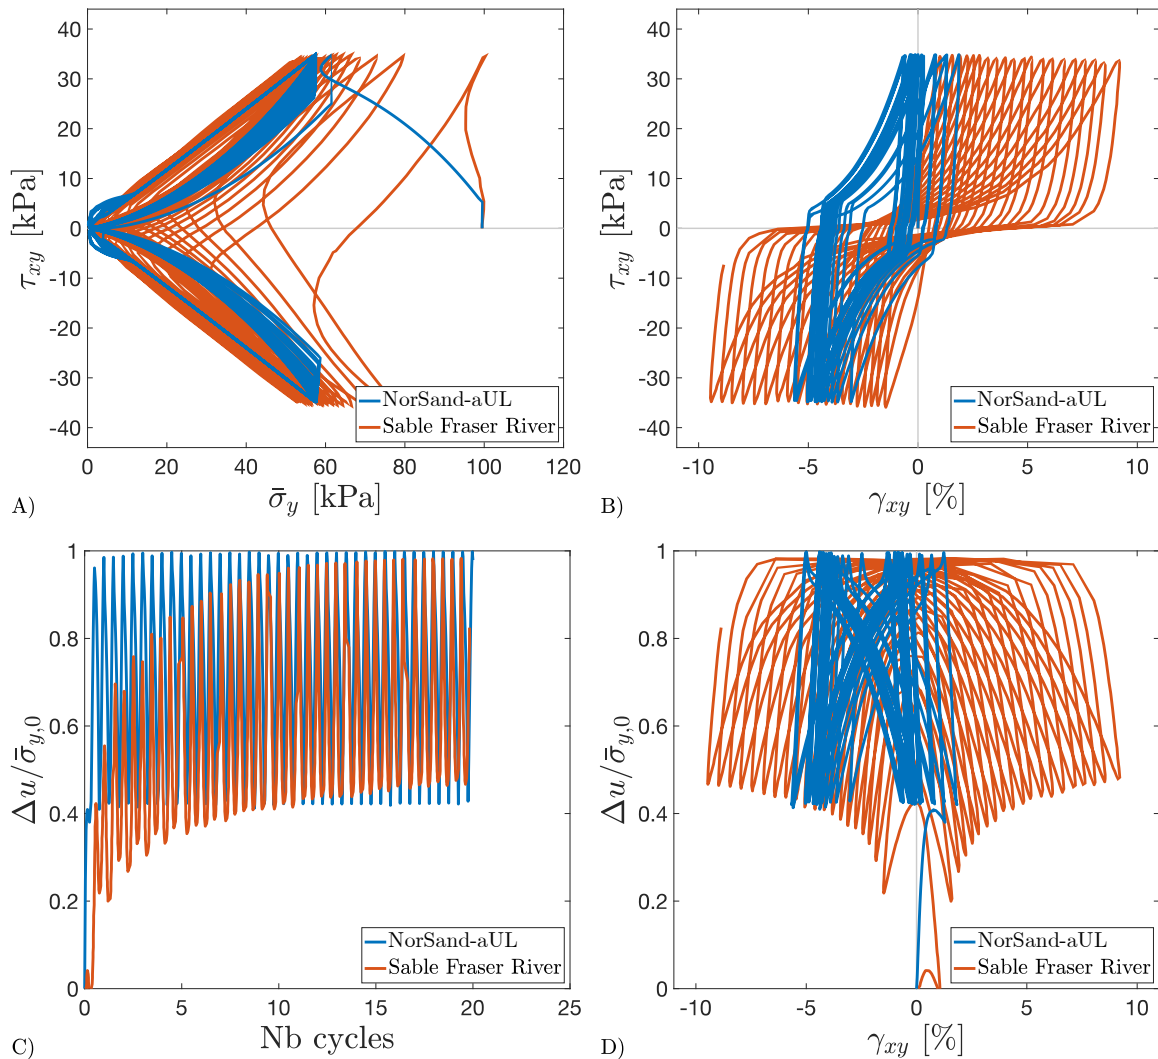 40
30
20
10
0
-10
-20
-30
-40
τxy [kPa]
0 20 40 60 80 100 120
σ̄y [kPa]
NorSand-aUL
Sable Fraser River
A)
40
30
20
10
0
-10
-20
-30
-40
τxy [kPa]
-10 -5 0 5 10
γxy [%]
NorSand-aUL
Sable Fraser River
B)
1
0.8
0.6
0.4
0.2
0
Δu/σ̄y,0
0 5 10 15 20 25
Nb cycles
NorSand-aUL
Sable Fraser River
C)
1
0.8
0.6
0.4
0.2
0
Δu/σ̄y,0
-10 -5 0 5 10
γxy [%]
NorSand-aUL
Sable Fraser River
D)